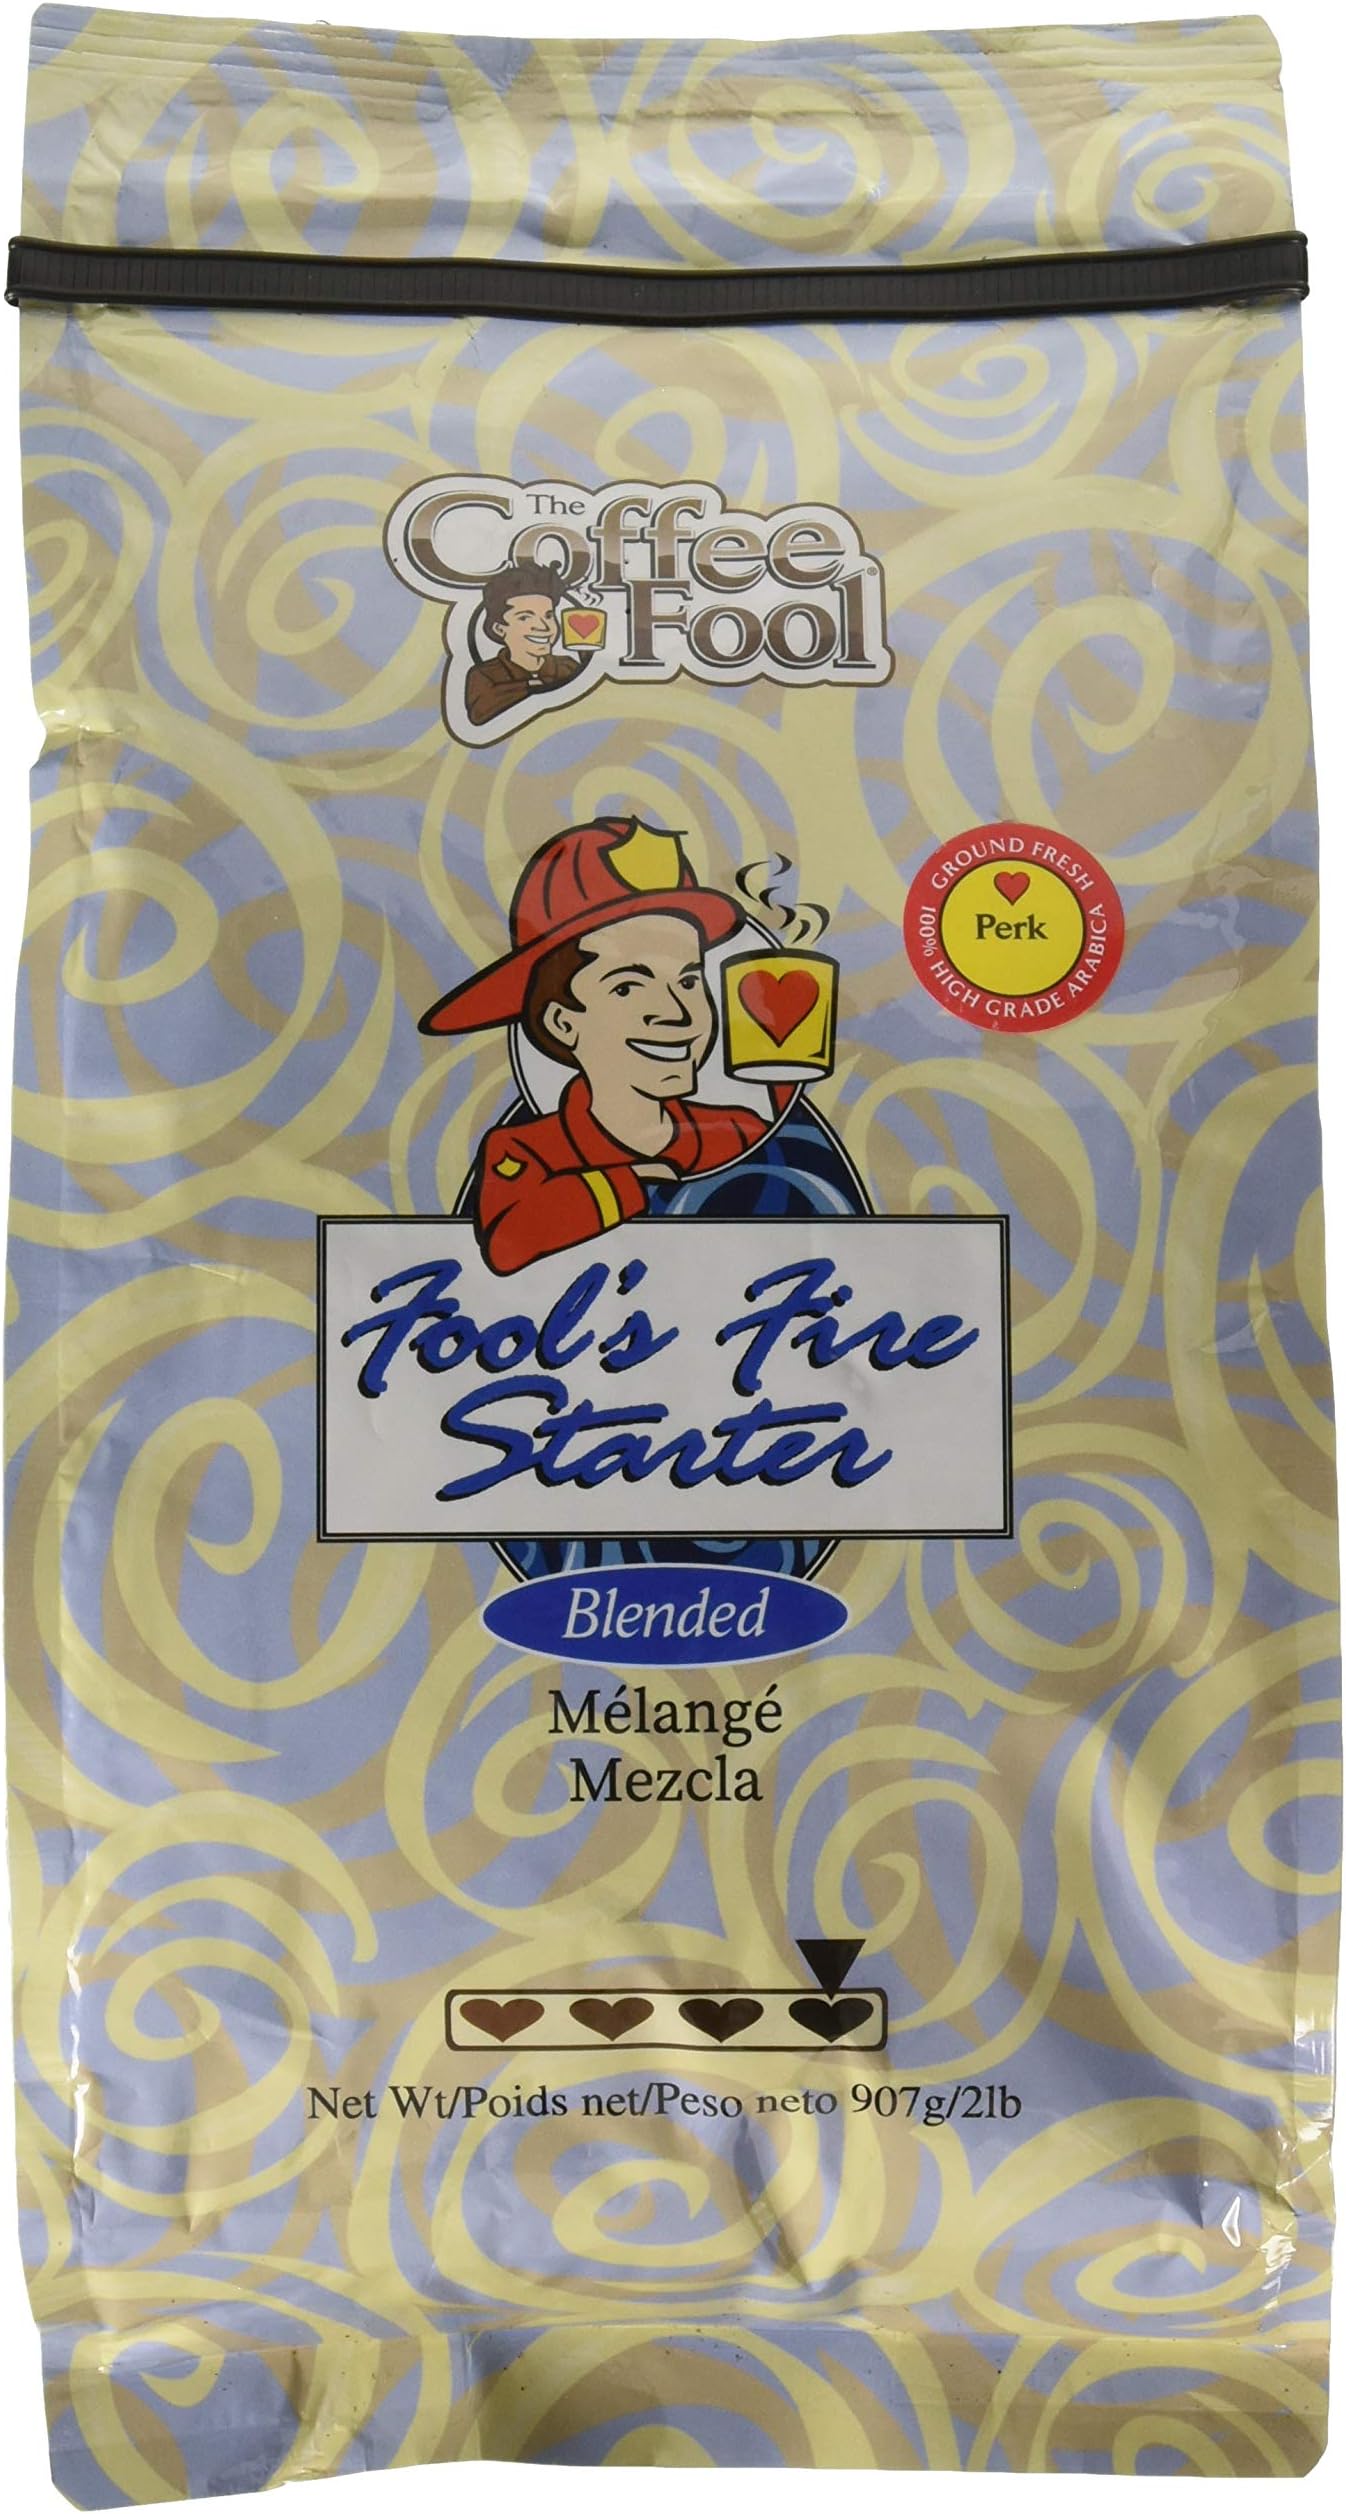 The
Coffee
Fool®
GROUND FRESH
Perk
100% HIGH GRADE ARABICA
Fool's Fire
Starter
Blended
Mélangé
Mezcla
Net Wt/Poids net/Peso neto 907g/2lb